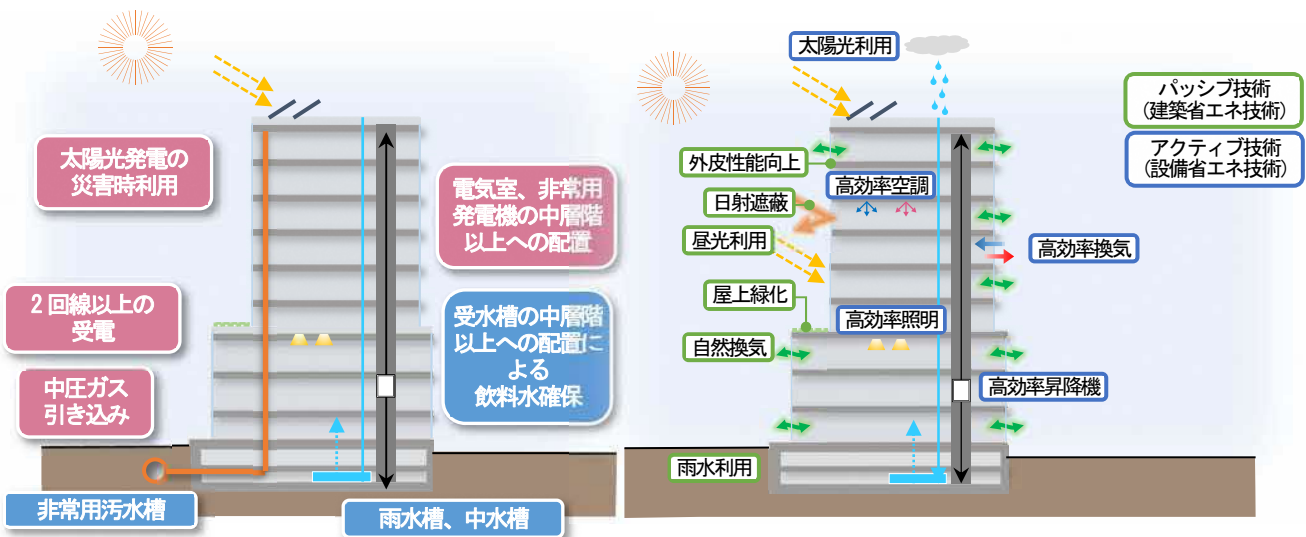 太陽光発電の
災害時利用
電気室、非常用
発電機の中層階
以上への配置
2回線以上の
受電
受水槽の中層階
以上への配置に
よる
飲料水確保
中圧ガス
引き込み
非常用汚水槽
雨水槽、中水槽
太陽光利用
パッシブ技術
(建築省エネ技術)
アクティブ技術
(設備省エネ技術)
外皮性能向上
高効率空調
日射遮蔽
昼光利用
高効率換気
屋上緑化
高効率照明
自然換気
高効率昇降機
雨水利用